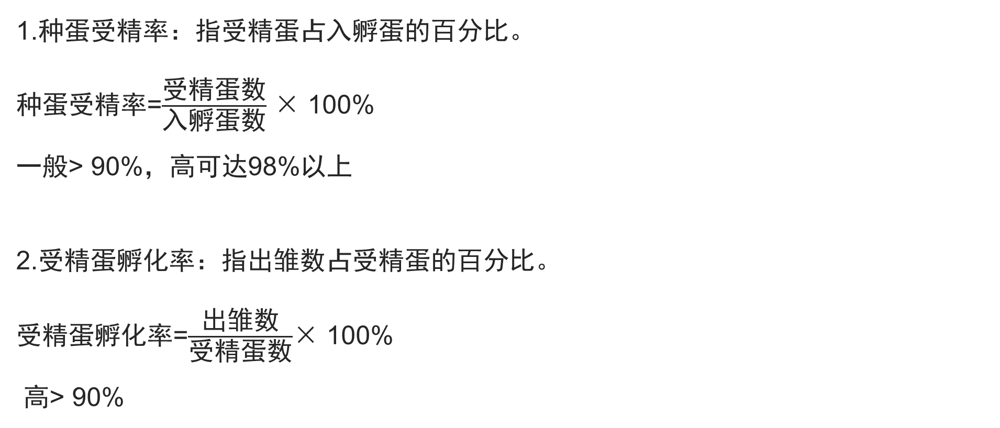 1.种蛋受精率：指受精蛋占入孵蛋的百分比。
种蛋受精率=受精蛋数/入孵蛋数 × 100%
一般> 90%，高可达98%以上
2.受精蛋孵化率：指出雏数占受精蛋的百分比。
受精蛋孵化率=出雏数/受精蛋数× 100%
高> 90%